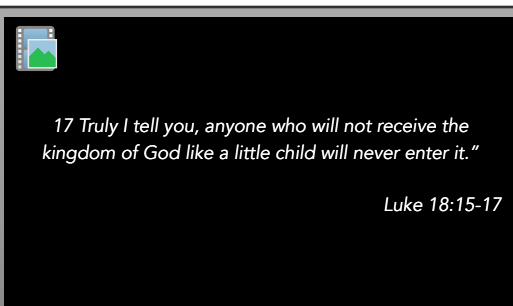 17 Truly I tell you, anyone who will not receive the
kingdom of God like a little child will never enter it.”
Luke 18:15-17